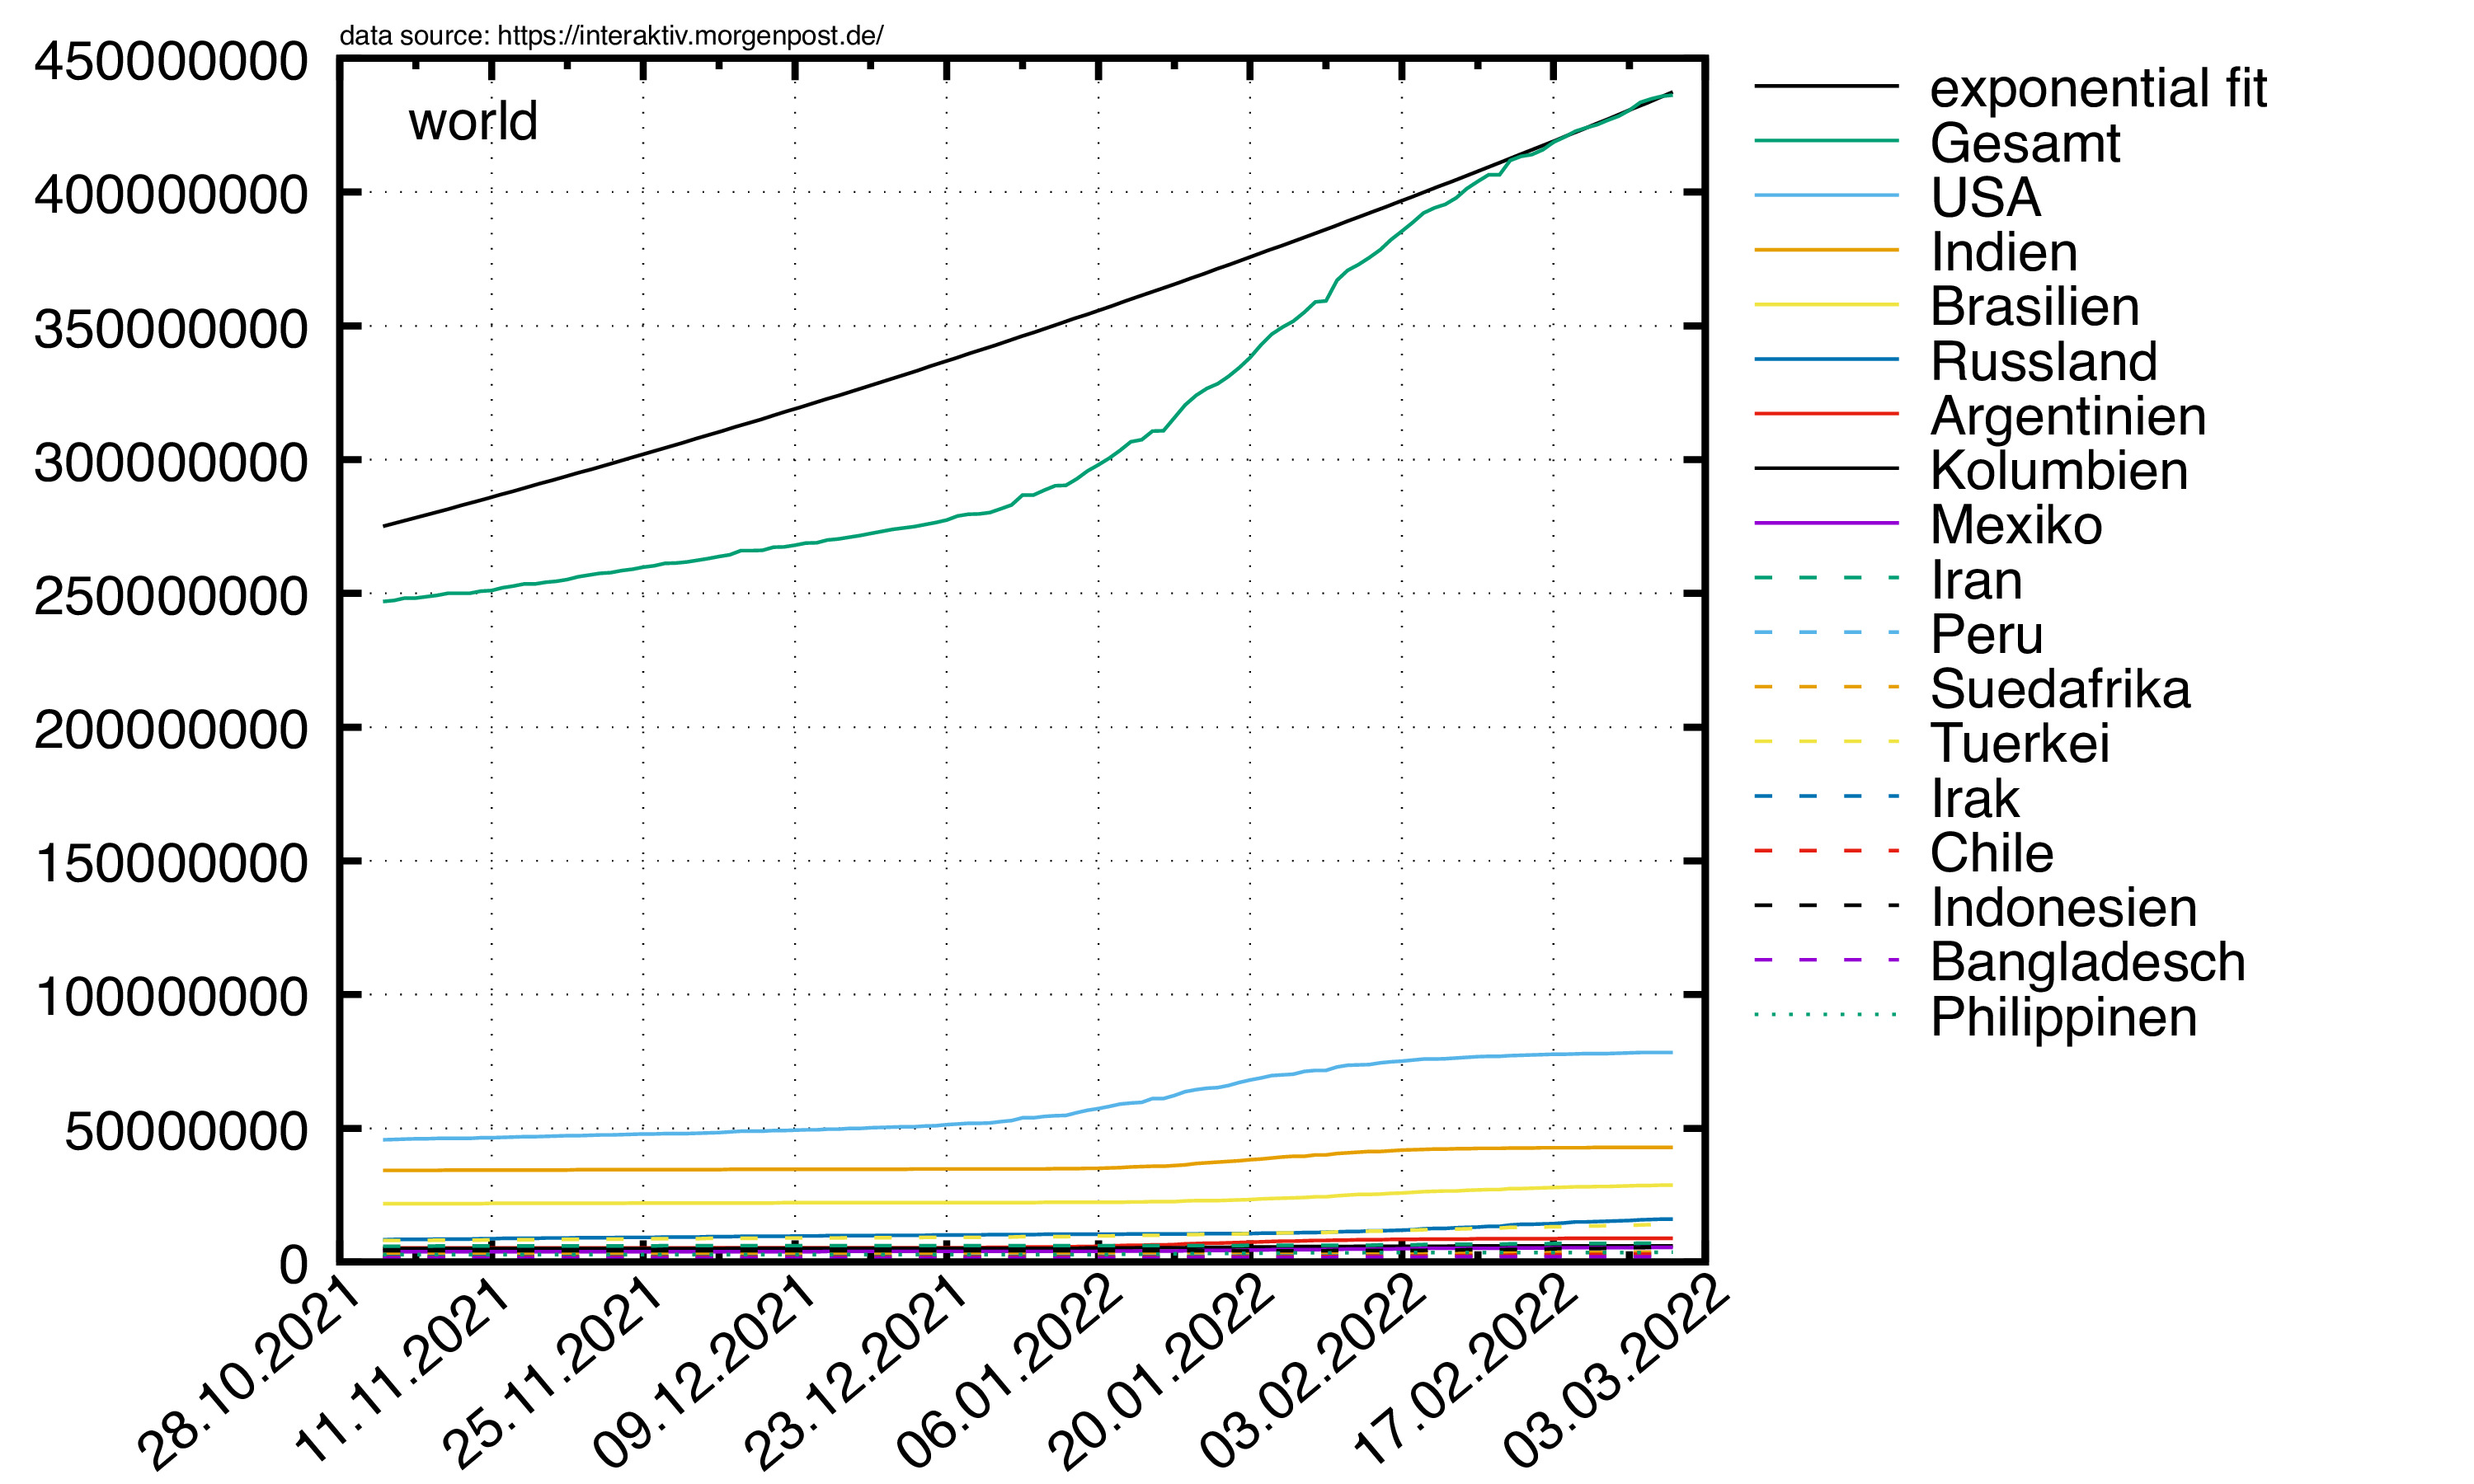 data source: https://interaktiv.morgenpost.de/
450000000
400000000
350000000
300000000
250000000
200000000
150000000
100000000
50000000
0
world
28.10.2021
11.11.2021
25.11.2021
09.12.2021
23.12.2021
06.01.2022
20.01.2022
03.02.2022
17.02.2022
03.03.2022
exponential fit
Gesamt
USA
Indien
Brasilien
Russland
Argentinien
Kolumbien
Mexiko
Iran
Peru
Suedafrika
Tuerkei
Irak
Chile
Indonesien
Bangladesch
Philippinen